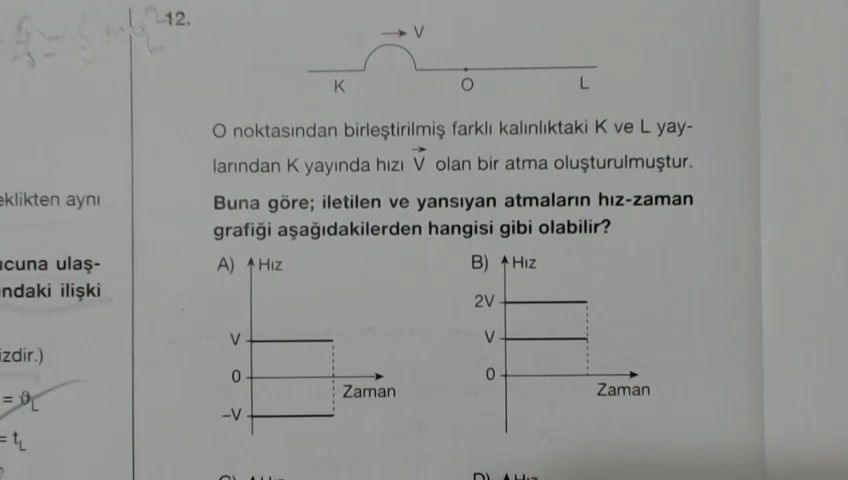 12.
V
K
O
L
O noktasından birleştirilmiş farklı kalınlıktaki K ve L yay-
larından K yayında hızı V olan bir atma oluşturulmuştur.
Buna göre; iletilen ve yansıyan atmaların hız-zaman
grafiği aşağıdakilerden hangisi gibi olabilir?
A) Hız
V
0
-V
Zaman
B) Hız
2V
V
0
Zaman
eklikten aynı
ucuna ulaş-
ndaki ilişki
izdir.)